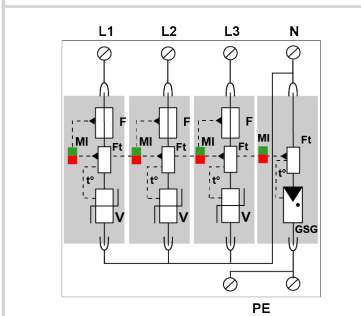 L1 L2 L3 N
F F F
MI Ft MI Ft MI Ft MI Ft
t° t° t° t°
V V V GSG
PE